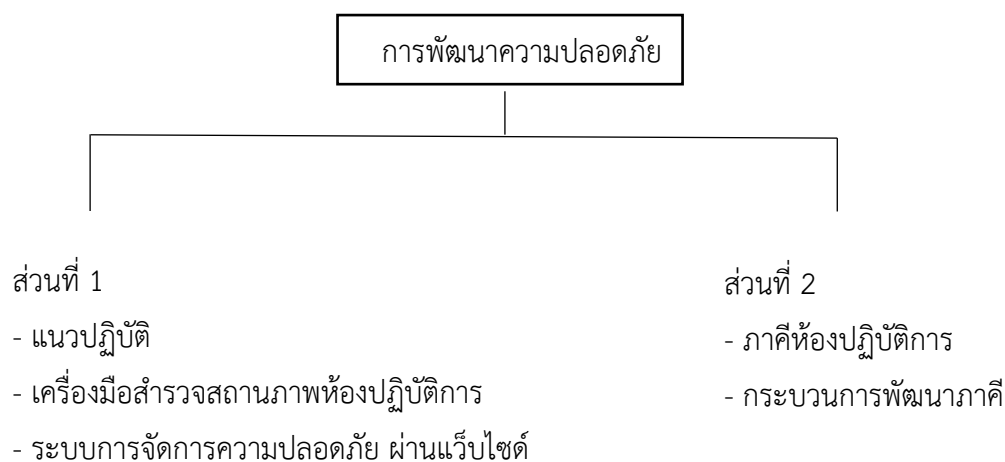 การพัฒนาความปลอดภัย
ส่วนที่ 1
- แนวปฏิบัติ
- เครื่องมือสำรวจสถานภาพห้องปฏิบัติการ
- ระบบการจัดการความปลอดภัย ผ่านแว็บไซด์
ส่วนที่ 2
- ภาคีห้องปฏิบัติการ
- กระบวนการพัฒนาภาคี